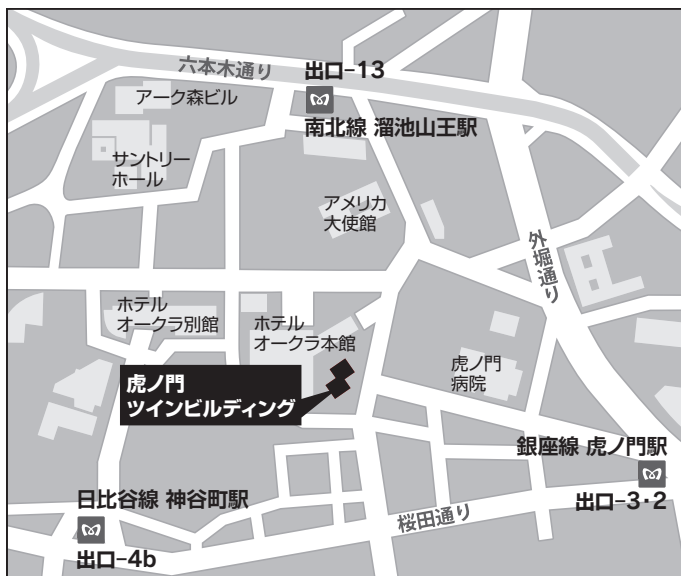 六本木通り
出口-13
アーク森ビル
南北線 溜池山王駅
サントリー
ホール
アメリカ
大使館
外堀通り
ホテル
オークラ別館
ホテル
オークラ本館
虎ノ門
病院
虎ノ門
ツインビルディング
銀座線 虎ノ門駅
出口-3・2
日比谷線 神谷町駅
出口-4b
桜田通り